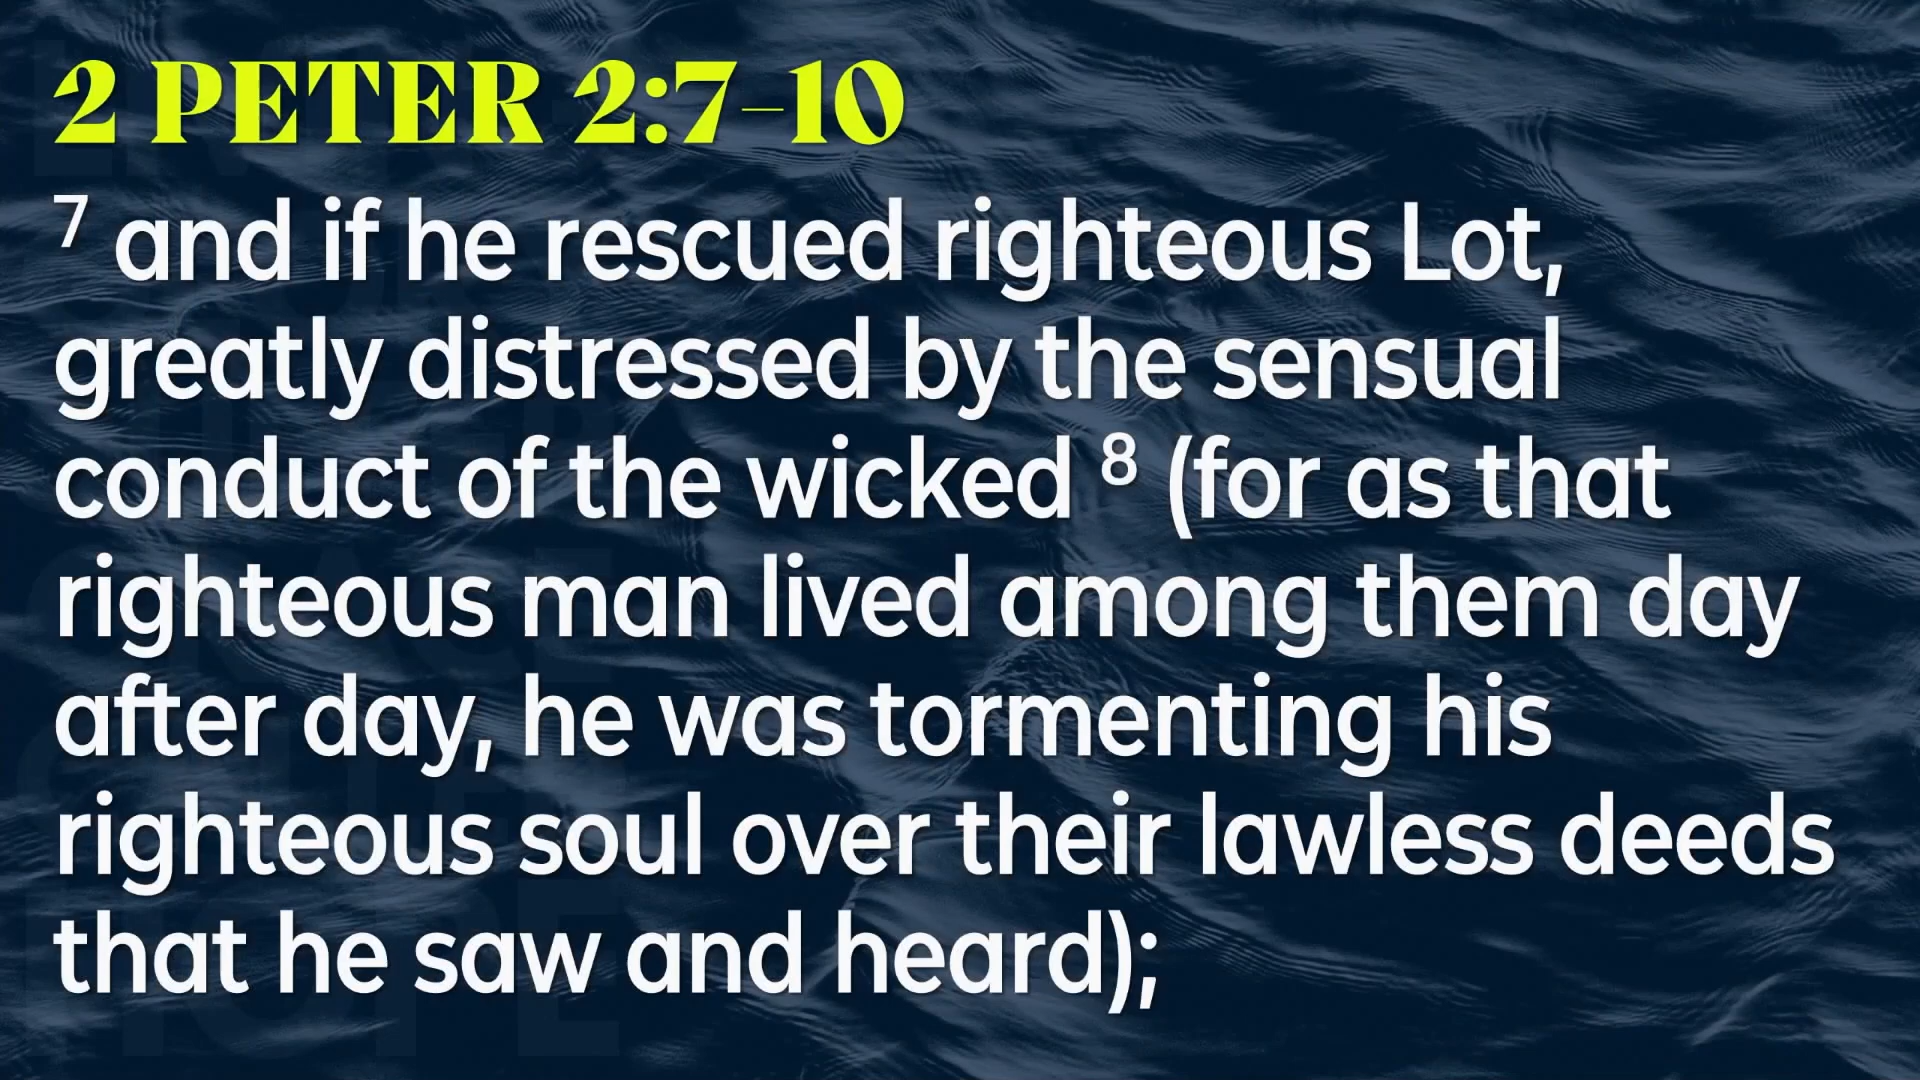 2 PETER 2:7–10
7 and if he rescued righteous Lot,
greatly distressed by the sensual
conduct of the wicked 8 (for as that
righteous man lived among them day
after day, he was tormenting his
righteous soul over their lawless deeds
that he saw and heard);